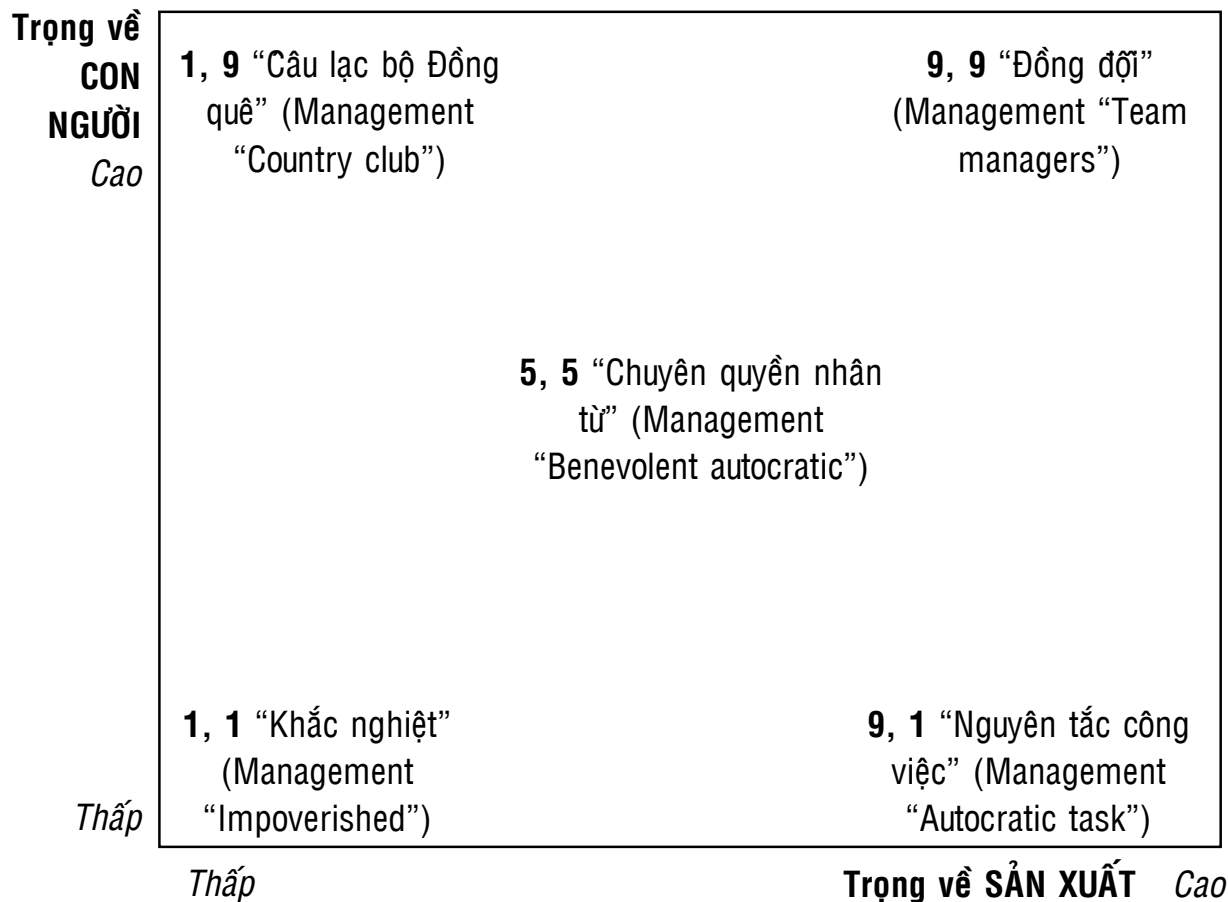 Trọng về
CON
NGƯỜI
Cao
1, 9 “Câu lạc bộ Đồng
quê” (Management
“Country club”)
9, 9 “Đồng đội”
(Management “Team
managers”)
5, 5 “Chuyên quyền nhân
từ” (Management
“Benevolent autocratic”)
1, 1 “Khắc nghiệt”
(Management
“Impoverished”)
9, 1 “Nguyên tắc công
việc” (Management
“Autocratic task”)
Thấp
Thấp
Trọng về SẢN XUẤT Cao